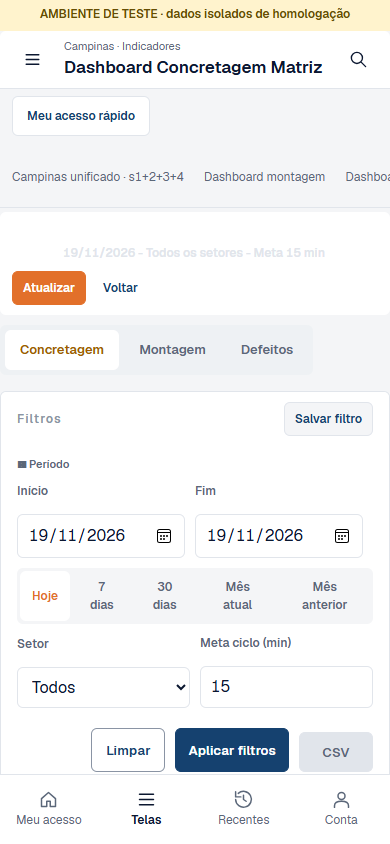 AMBIENTE DE TESTE · dados isolados de homologação
Campinas · Indicadores
Dashboard Concretagem Matriz
Meu acesso rápido
Campinas unificado · s1+2+3+4 Dashboard montagem Dashboa
19/11/2026 - Todos os setores - Meta 15 min
Atualizar Voltar
Concretagem Montagem Defeitos
Filtros Salvar filtro
Período
Início Fim
19/11/2026 19/11/2026
Hoje 7 dias 30 dias Mês atual Mês anterior
Setor Meta ciclo (min)
Todos 15
Limpar Aplicar filtros CSV
Meu acesso Telas Recentes Conta